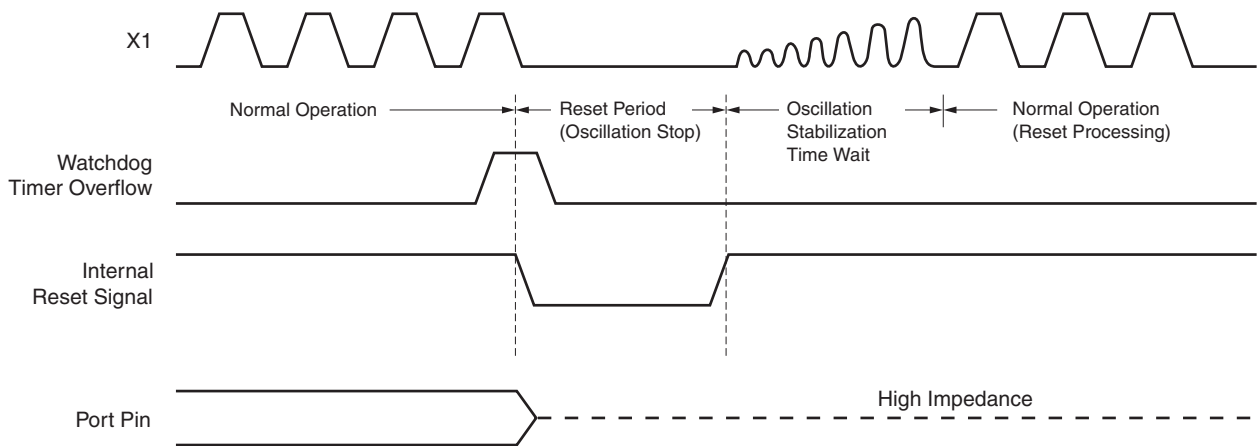 X1
Normal Operation
Reset Period
(Oscillation Stop)
Oscillation
Stabilization
Time Wait
Normal Operation
(Reset Processing)
Watchdog
Timer Overflow
Internal
Reset Signal
High Impedance
Port Pin